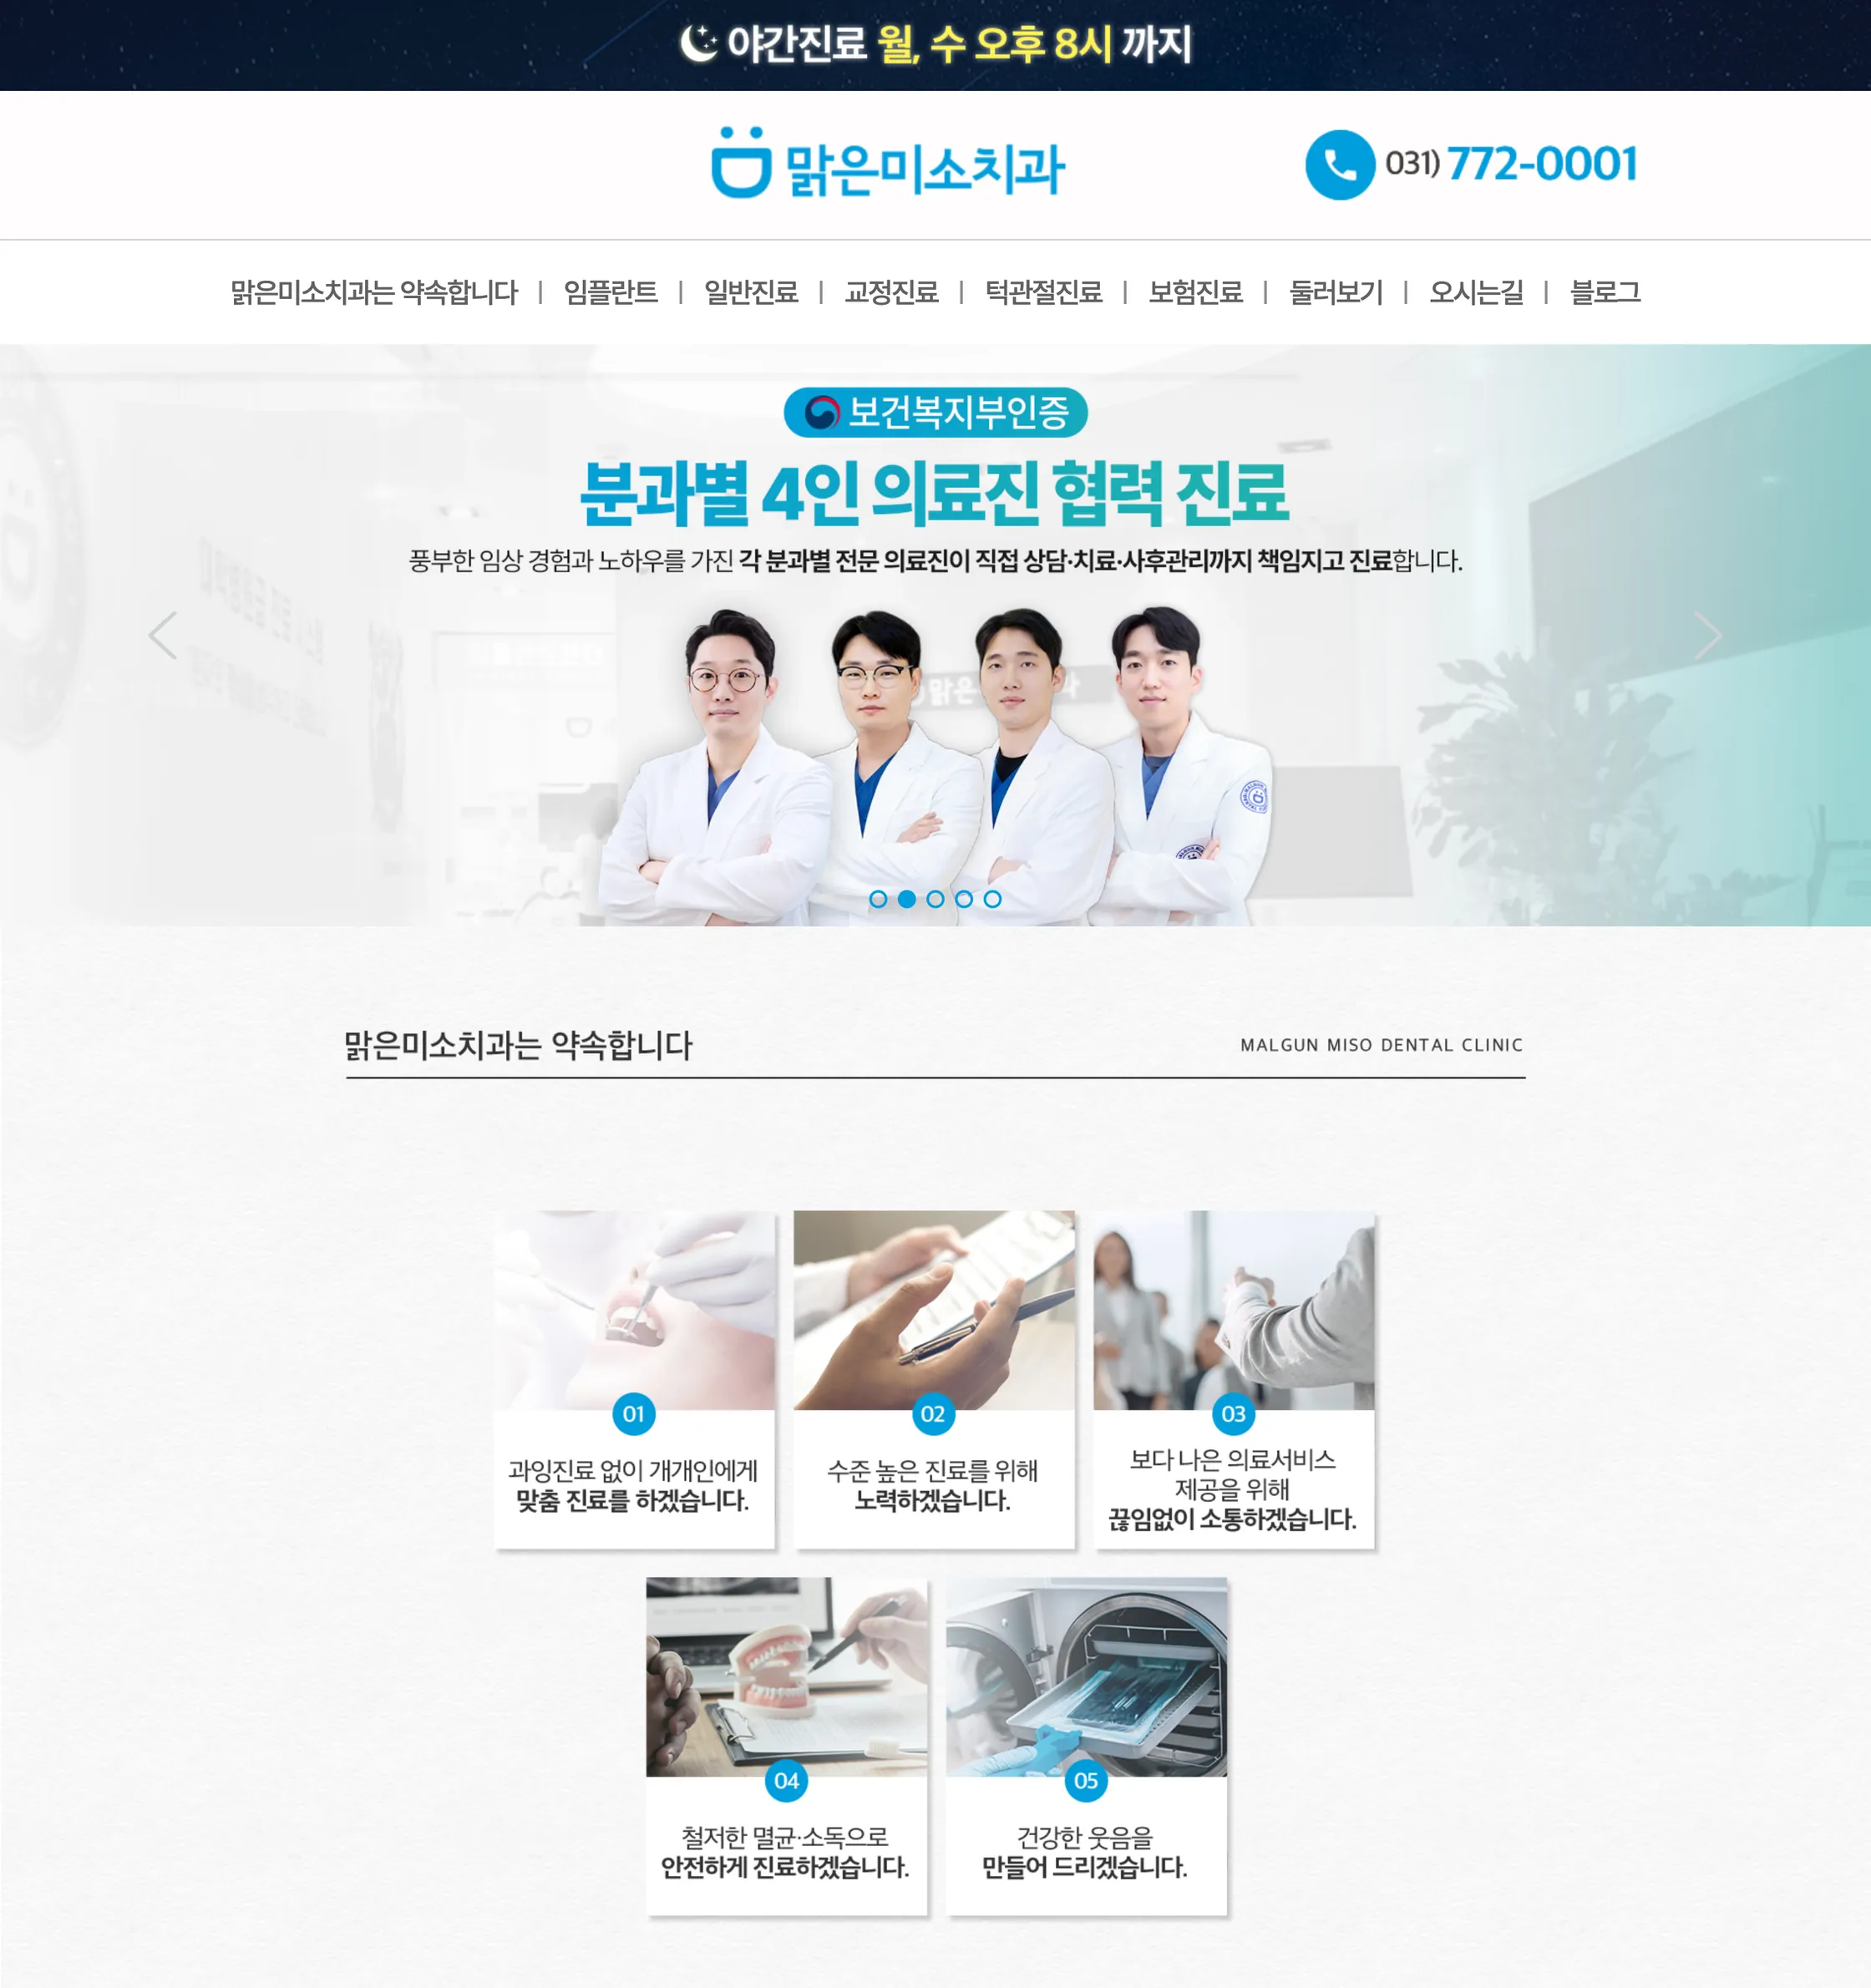 야간진료 월, 수 오후 8시 까지
맑은미소치과
031) 772-0001
맑은미소치과는 약속합니다 | 임플란트 | 일반진료 | 교정진료 | 턱관절진료 | 보험진료 | 둘러보기 | 오시는길 | 블로그
보건복지부인증
분과별 4인 의료진 협력 진료
풍부한 임상 경험과 노하우를 가진 각 분과별 전문 의료진이 직접 상담·치료·사후관리까지 책임지고 진료합니다.
맑은
맑은미소치과는 약속합니다
MALGUN MISO DENTAL CLINIC
01
과잉진료 없이 개개인에게
맞춤 진료를 하겠습니다.
02
수준 높은 진료를 위해
노력하겠습니다.
03
보다 나은 의료서비스
제공을 위해
끊임없이 소통하겠습니다.
04
철저한 멸균·소독으로
안전하게 진료하겠습니다.
05
건강한 웃음을
만들어 드리겠습니다.